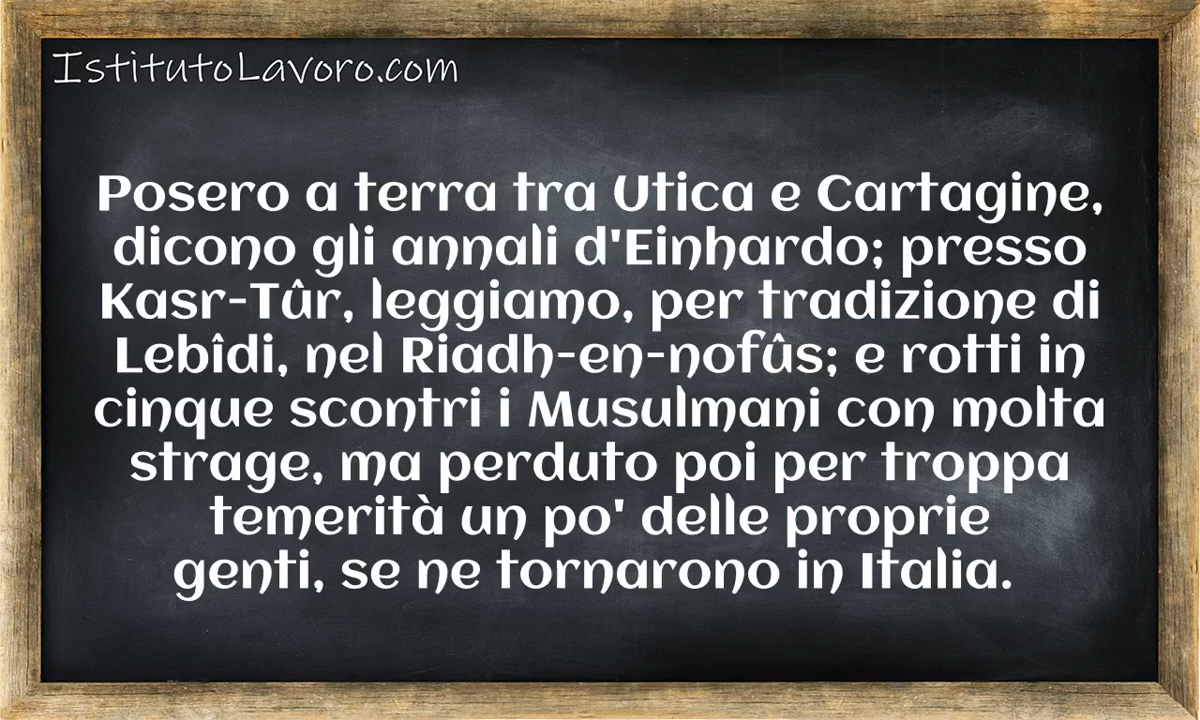 IstitutoLavoro.com
Posero a terra tra Utica e Cartagine,
dicono gli annali d'Einhardo; presso
Kasr-Tûr, leggiamo, per tradizione di
Lebîdi, nel Riadh-en-nofûs; e rotti in
cinque scontri i Musulmani con molta
strage, ma perduto poi per troppa
temerità un po' delle proprie
genti, se ne tornarono in Italia.